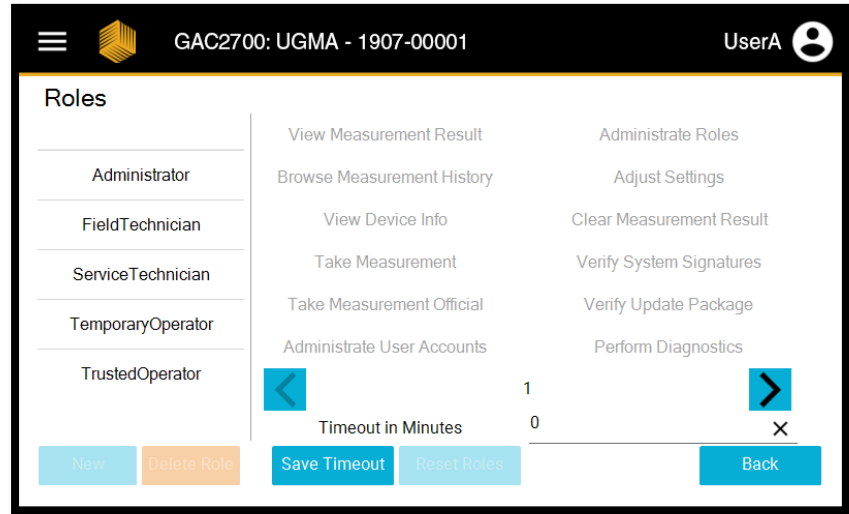 GAC2700: UGMA - 1907-00001
UserA
Roles
View Measurement Result
Administrate Roles
Administrator
Browse Measurement History
Adjust Settings
FieldTechnician
View Device Info
Clear Measurement Result
ServiceTechnician
Take Measurement
Verify System Signatures
TemporaryOperator
Take Measurement Official
Verify Update Package
Administrate User Accounts
Perform Diagnostics
TrustedOperator
1
Timeout in Minutes
0
New
Delete Role
Save Timeout
Reset Roles
Back